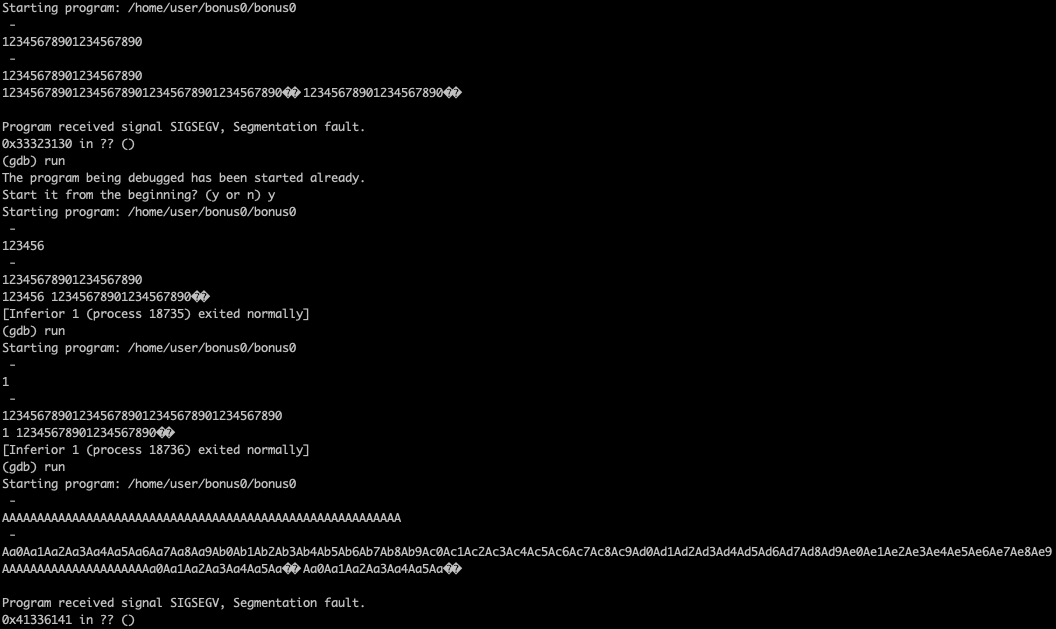 Starting program: /home/user/bonus0/bonus0
-
12345678901234567890
-
12345678901234567890
1234567890123456789012345678901234567890�� 12345678901234567890��
Program received signal SIGSEGV, Segmentation fault.
0x33323130 in ?? ()
(gdb) run
The program being debugged has been started already.
Start it from the beginning? (y or n) y
Starting program: /home/user/bonus0/bonus0
-
123456
-
12345678901234567890
123456 12345678901234567890��
[Inferior 1 (process 18735) exited normally]
(gdb) run
Starting program: /home/user/bonus0/bonus0
-
1
-
1234567890123456789012345678901234567890
1 12345678901234567890��
[Inferior 1 (process 18736) exited normally]
(gdb) run
Starting program: /home/user/bonus0/bonus0
-
AAAAAAAAAAAAAAAAAAAAAAAAAAAAAAAAAAAAAAAAAAAAAAAAAAAAAAAAA
-
Aa0Aa1Aa2Aa3Aa4Aa5Aa6Aa7Aa8Aa9Ab0Ab1Ab2Ab3Ab4Ab5Ab6Ab7Ab8Ab9Ac0Ac1Ac2Ac3Ac4Ac5Ac6Ac7Ac8Ac9Ad0Ad1Ad2Ad3Ad4Ad5Ad6Ad7Ad8Ad9Ae0Ae1Ae2Ae3Ae4Ae5Ae6Ae7Ae8Ae9
AAAAAAAAAAAAAAAAAAAAAa0Aa1Aa2Aa3Aa4Aa5Aa�� Aa0Aa1Aa2Aa3Aa4Aa5Aa��
Program received signal SIGSEGV, Segmentation fault.
0x41336141 in ?? ()